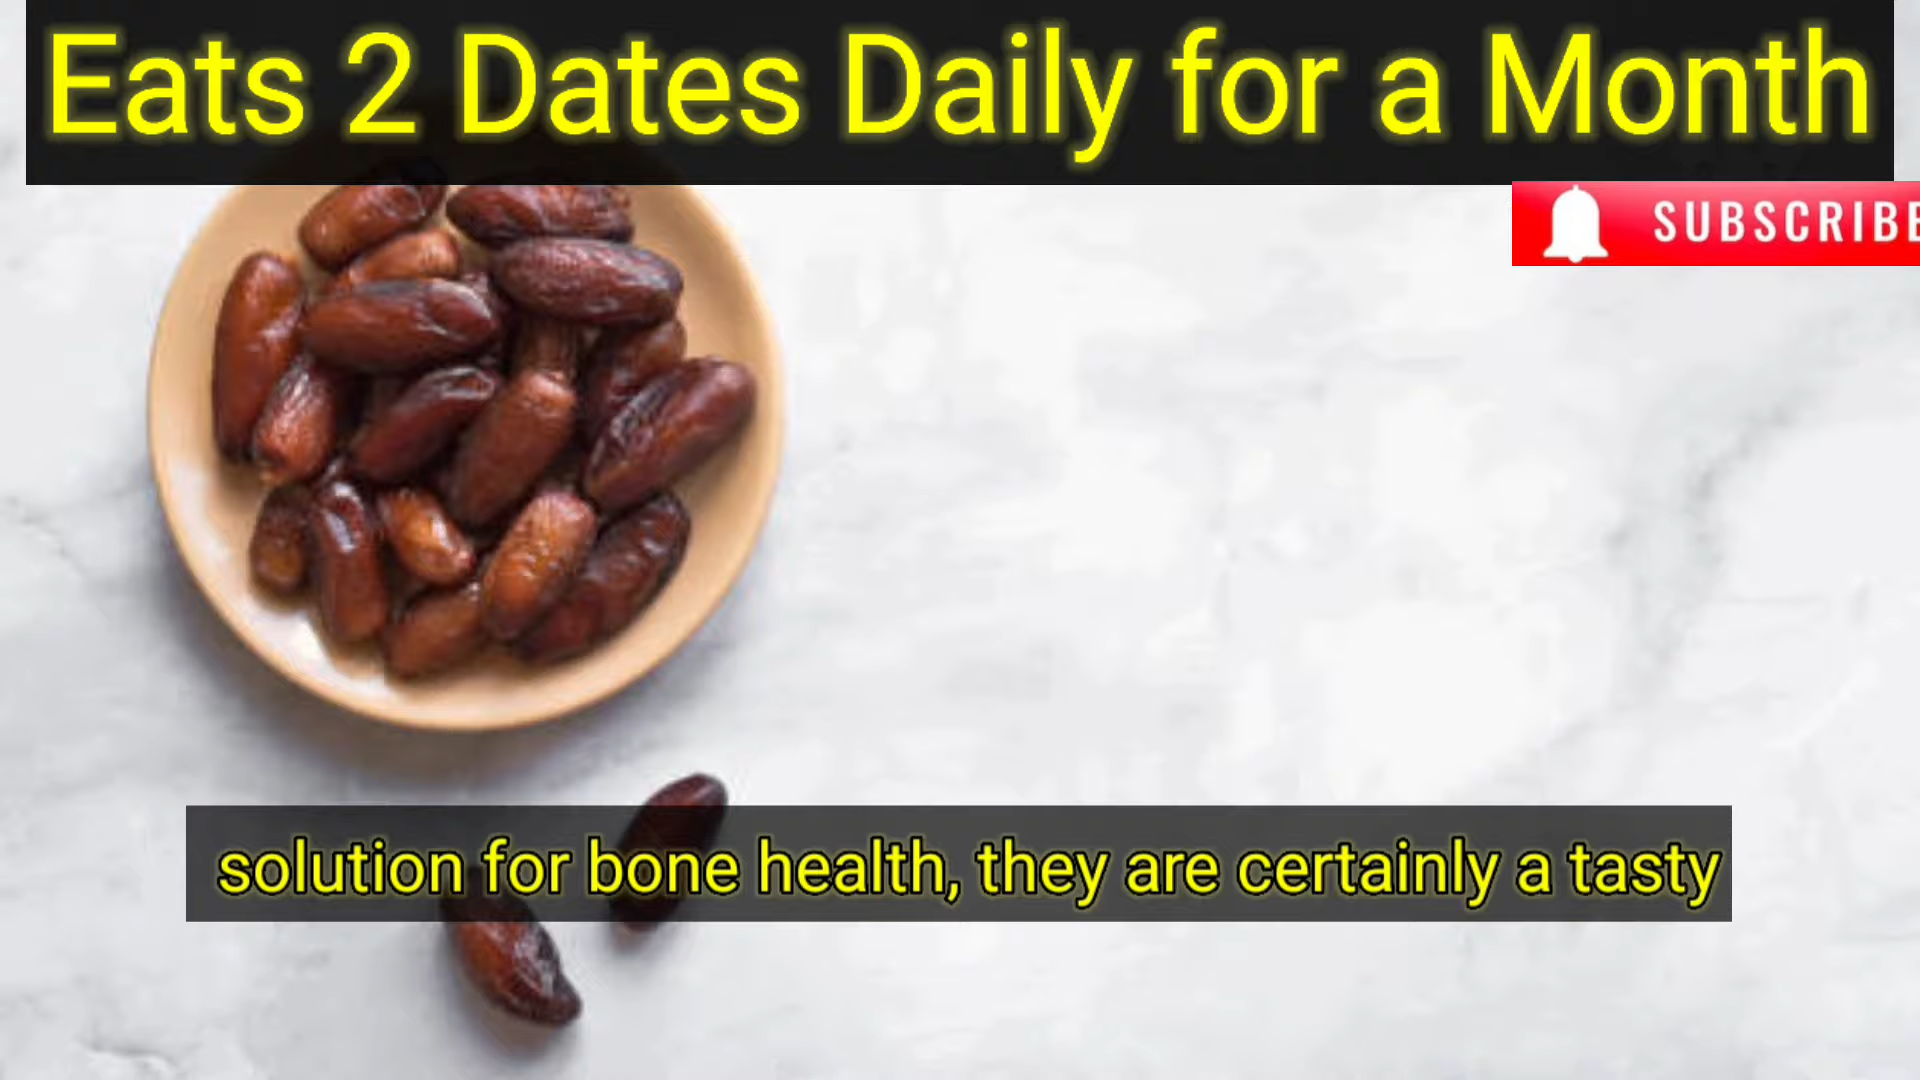 Eats 2 Dates Daily for a Month
SUBSCRIBE
solution for bone health, they are certainly a tasty